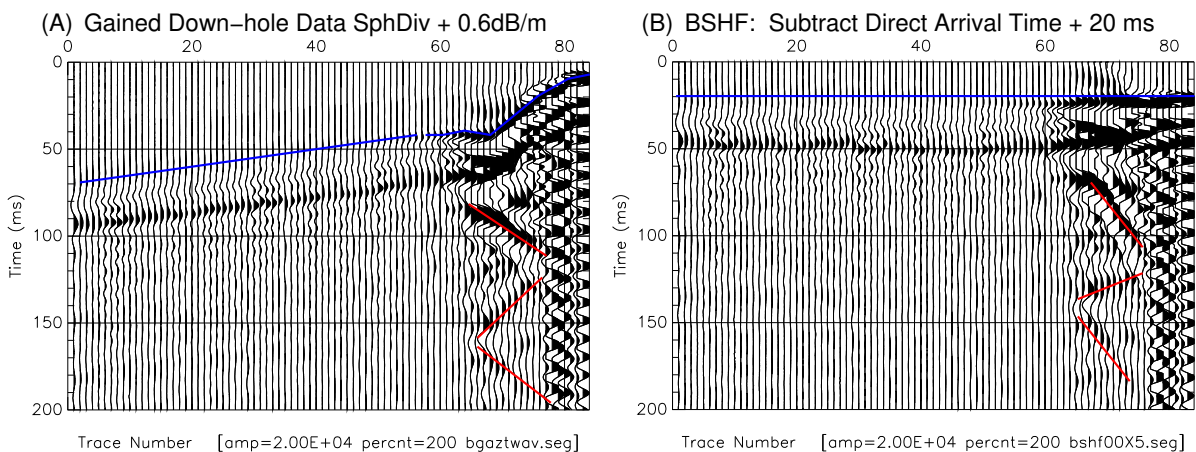 (A) Gained Down−hole Data SphDiv + 0.6dB/m
0 20 40 60 80
0
50
100
150
200
Time (ms)
Trace Number [amp=2.00E+04 percnt=200 bgaztwav.seg]
(B) BSHF: Subtract Direct Arrival Time + 20 ms
0 20 40 60 80
0
50
100
150
200
Time (ms)
Trace Number [amp=2.00E+04 percnt=200 bshf00X5.seg]